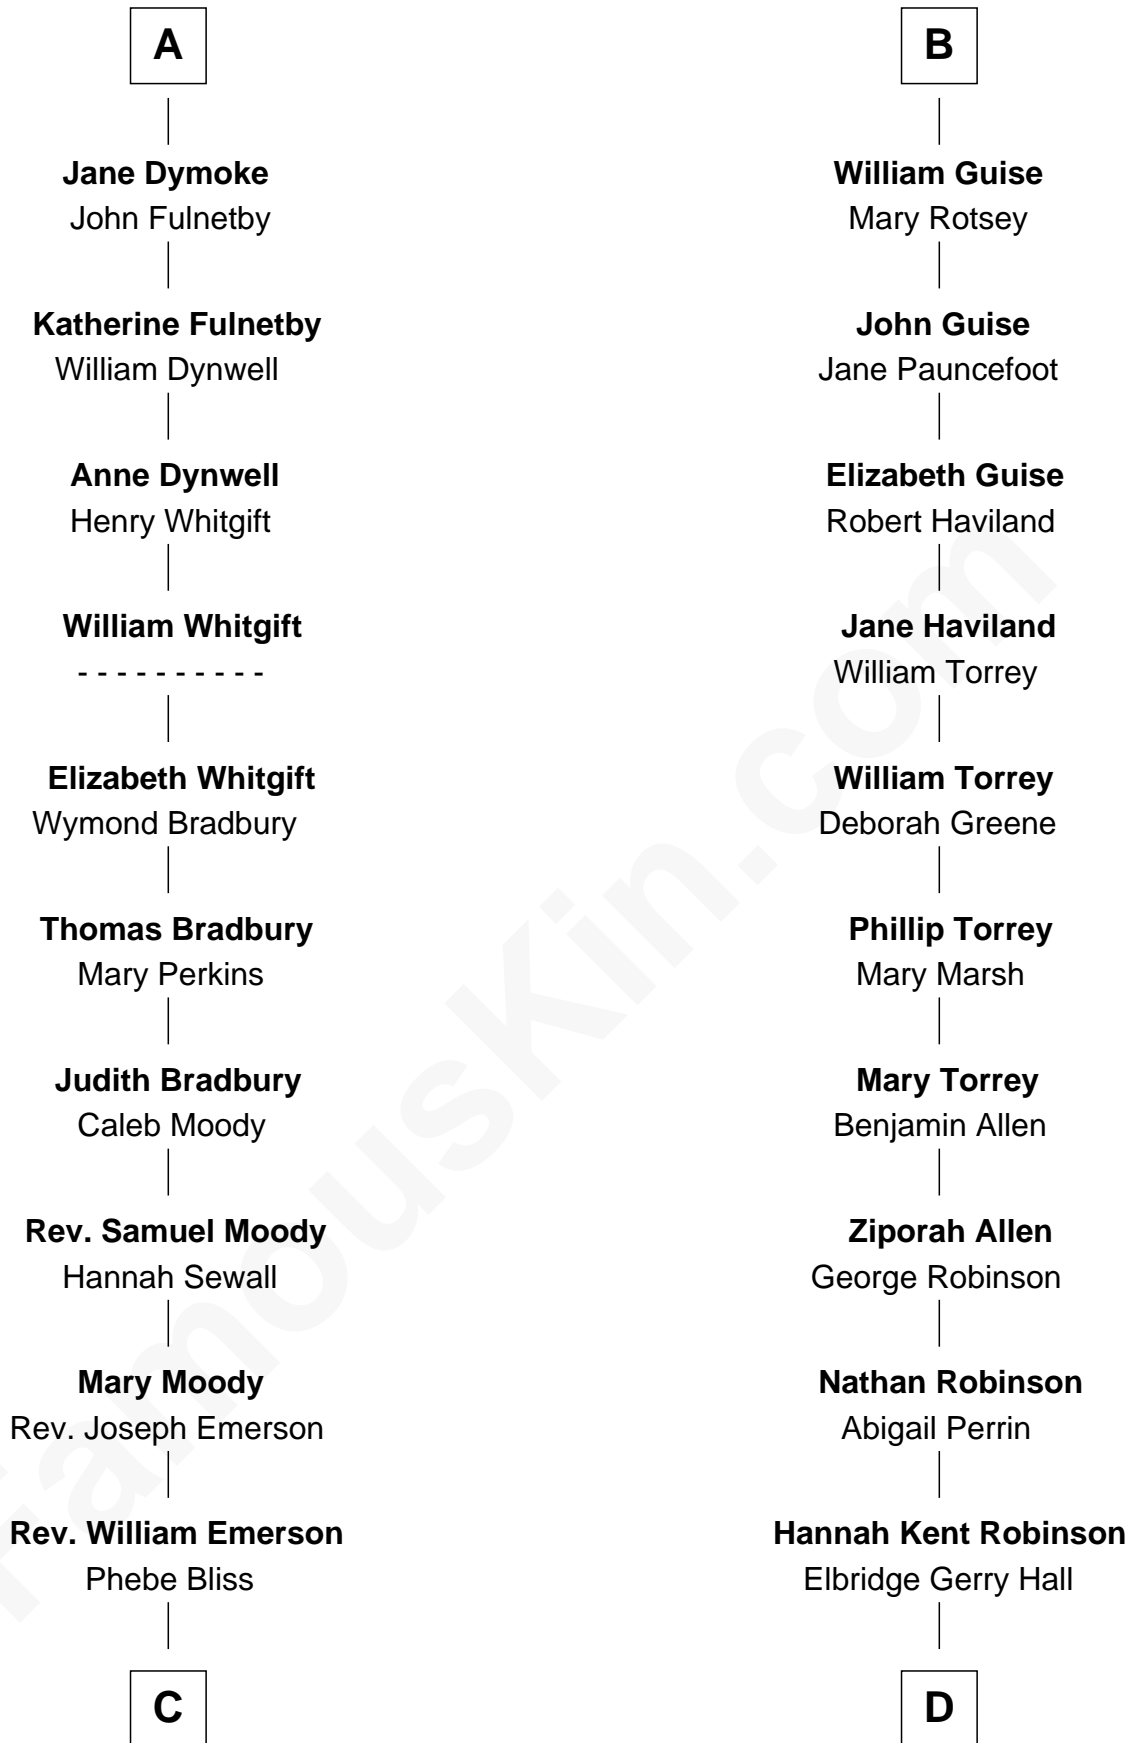 A
Jane Dymoke
John Fulnetby
Katherine Fulnetby
William Dynwell
Anne Dynwell
Henry Whitgift
William Whitgift
- - - - - - - - - -
Elizabeth Whitgift
Wymond Bradbury
Thomas Bradbury
Mary Perkins
Judith Bradbury
Caleb Moody
Rev. Samuel Moody
Hannah Sewall
Mary Moody
Rev. Joseph Emerson
Rev. William Emerson
Phebe Bliss
C
B
William Guise
Mary Rotsey
John Guise
Jane Pauncefoot
Elizabeth Guise
Robert Haviland
Jane Haviland
William Torrey
William Torrey
Deborah Greene
Phillip Torrey
Mary Marsh
Mary Torrey
Benjamin Allen
Ziporah Allen
George Robinson
Nathan Robinson
Abigail Perrin
Hannah Kent Robinson
Elbridge Gerry Hall
D
FamousKin.com